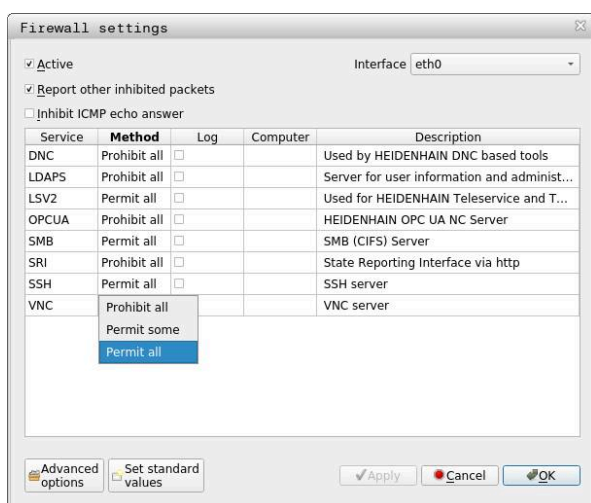 Firewall settings
Active Interface eth0
Report other inhibited packets
Inhibit ICMP echo answer
Service Method Log Computer Description
DNC Prohibit all Used by HEIDENHAIN DNC based tools
LDAPS Prohibit all Server for user information and administ...
LSV2 Permit all Used for HEIDENHAIN Teleservice and T...
OPCUA Prohibit all HEIDENHAIN OPC UA NC Server
SMB Permit all SMB (CIFS) Server
SRI Prohibit all State Reporting Interface via http
SSH Permit all SSH server
VNC Prohibit all VNC server
Permit some
Permit all
Advanced options Set standard values Apply Cancel OK